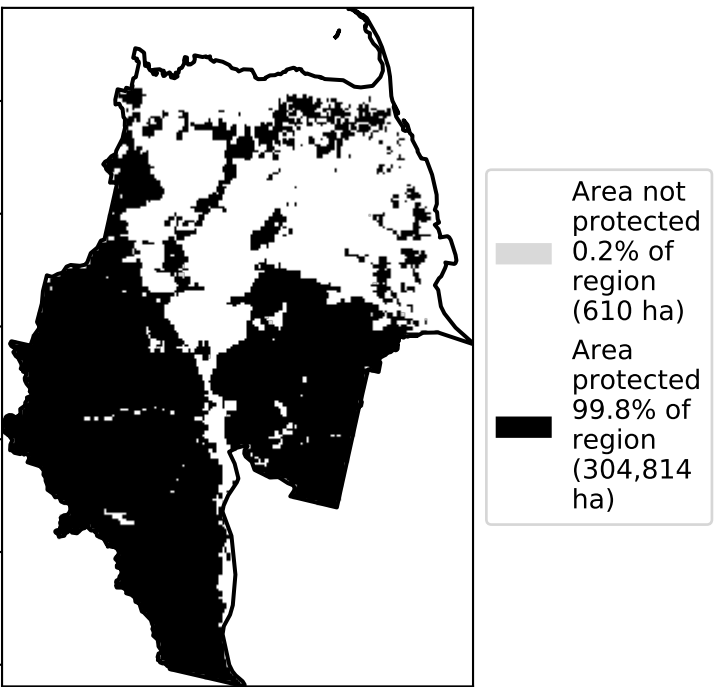 Area not
protected
0.2% of
region
(610 ha)
Area
protected
99.8% of
region
(304,814
ha)